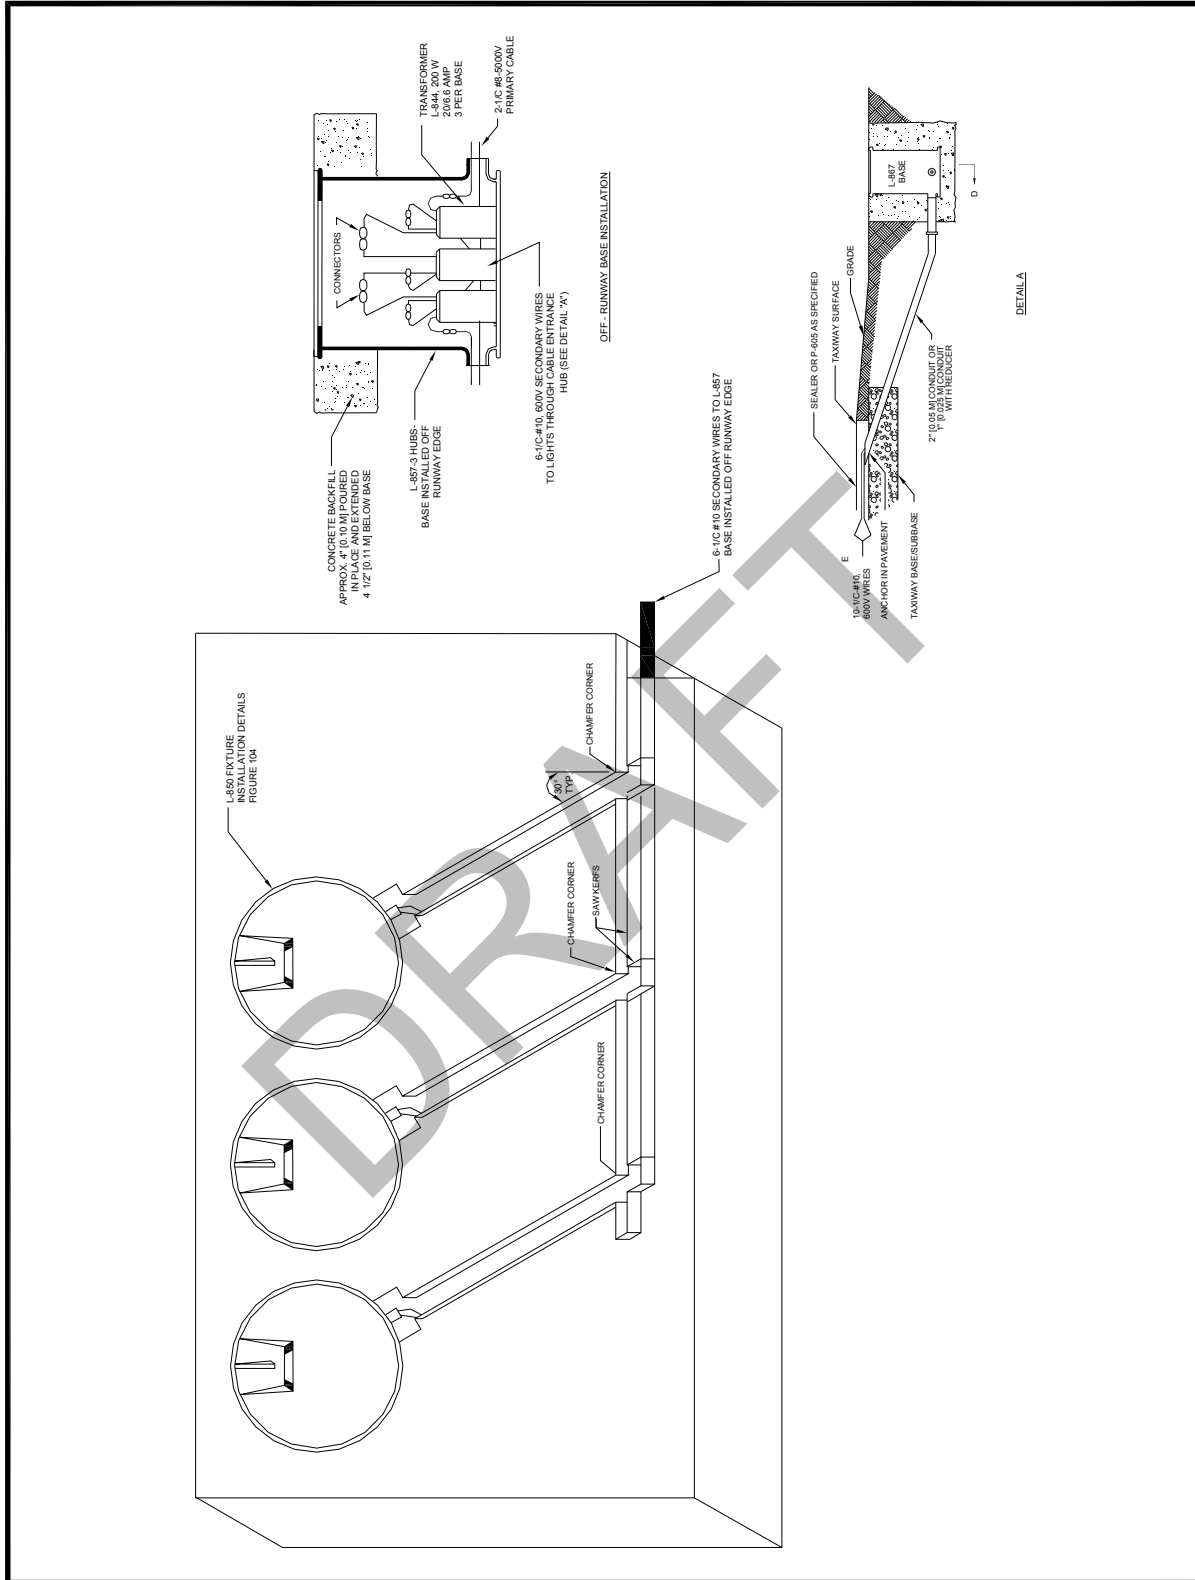 CONCRETE BACKFILL
APPROX. 4" [0.10 M] POURED
IN PLACE AND EXTENDED
4 1/2" [0.11 M] BELOW BASE
CONNECTORS
TRANSFORMER
L-844, 200 W
20/6.6 AMP
3 PER BASE
2-1/C #8-5000V
PRIMARY CABLE
L-857-3 HUBS-
BASE INSTALLED OFF
RUNWAY EDGE
6-1/C-#10, 600V SECONDARY WIRES
TO LIGHTS THROUGH CABLE ENTRANCE
HUB (SEE DETAIL "A")
OFF - RUNWAY BASE INSTALLATION
L-850 FIXTURE
INSTALLATION DETAILS
FIGURE 104
30°
TYP
CHAMFER CORNER
CHAMFER CORNER
SAW KERFS
CHAMFER CORNER
6-1/C #10 SECONDARY WIRES TO L-857
BASE INSTALLED OFF RUNWAY EDGE
SEALER OR P-605 AS SPECIFIED
TAXIWAY SURFACE
GRADE
L-867
BASE
D
E
10-1/C-#10,
600V WIRES
ANCHOR IN PAVEMENT
TAXIWAY BASE/SUBBASE
2" [0.05 M] CONDUIT OR
1" [0.025 M] CONDUIT
WITH REDUCER
DETAIL A
DRAFT